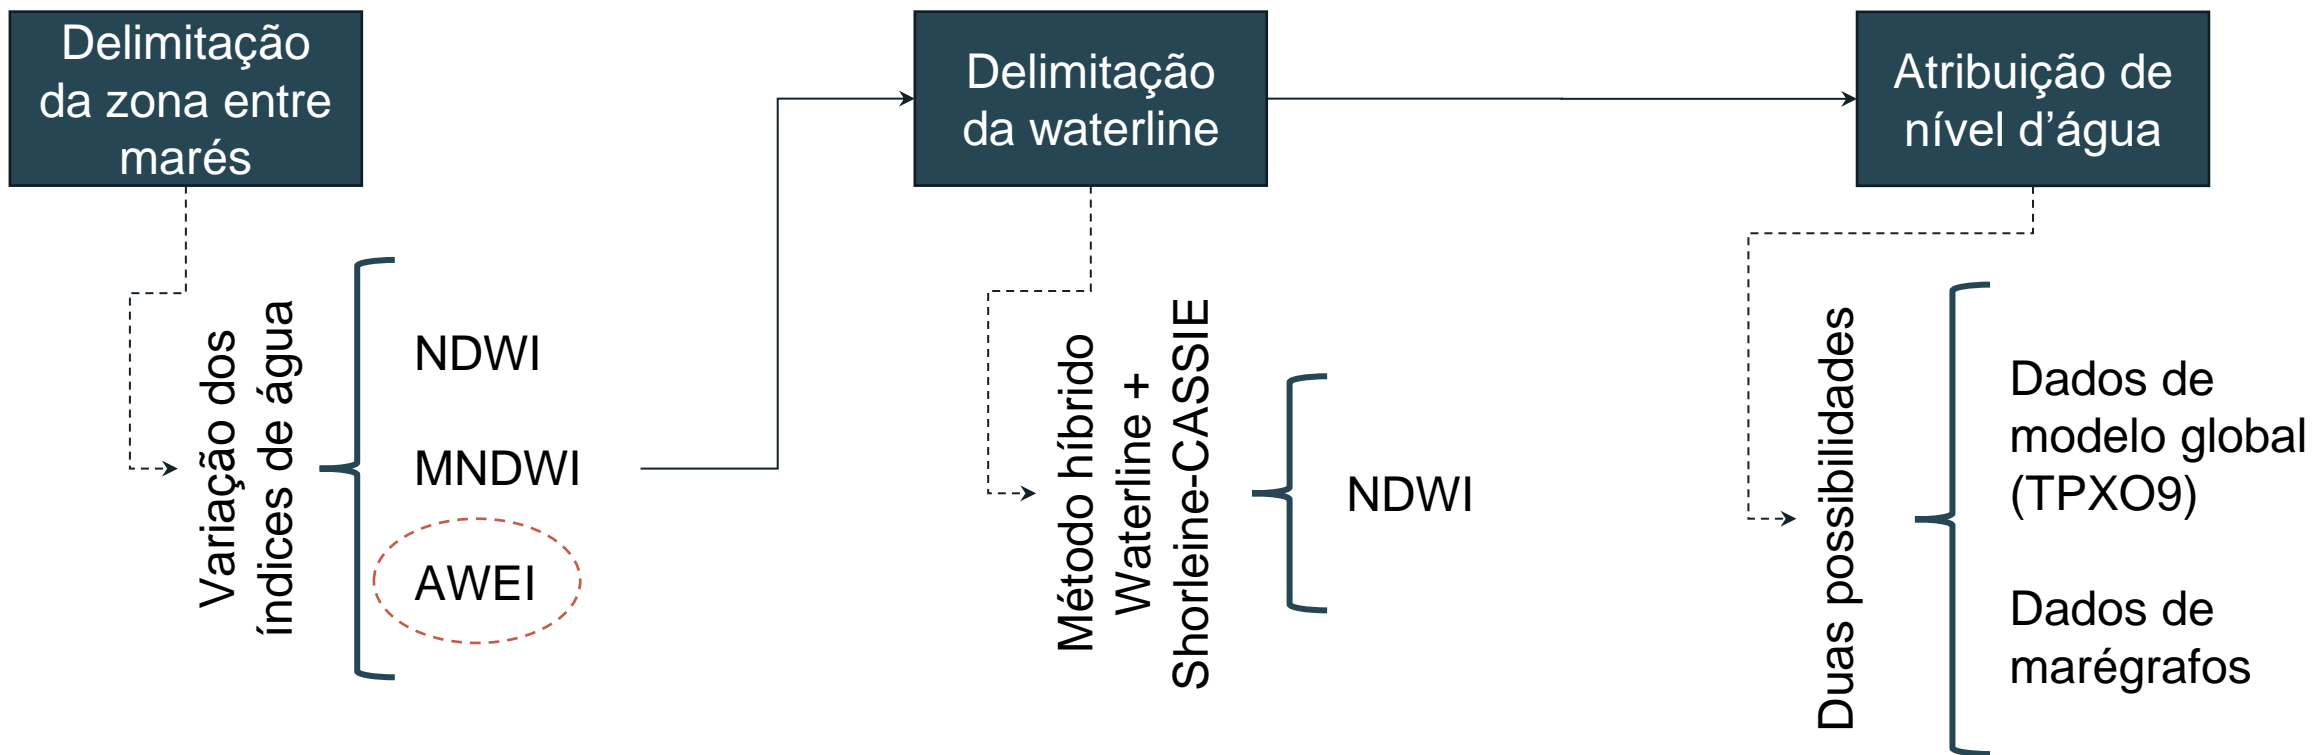 Delimitação
da zona entre
marés
Variação dos
índices de água
NDWI
MNDWI
AWEI
Delimitação
da waterline
Método híbrido
Waterline +
Shorleine-CASSIE
NDWI
Atribuição de
nível d’água
Duas possibilidades
Dados de
modelo global
(TPXO9)
Dados de
marégrafos